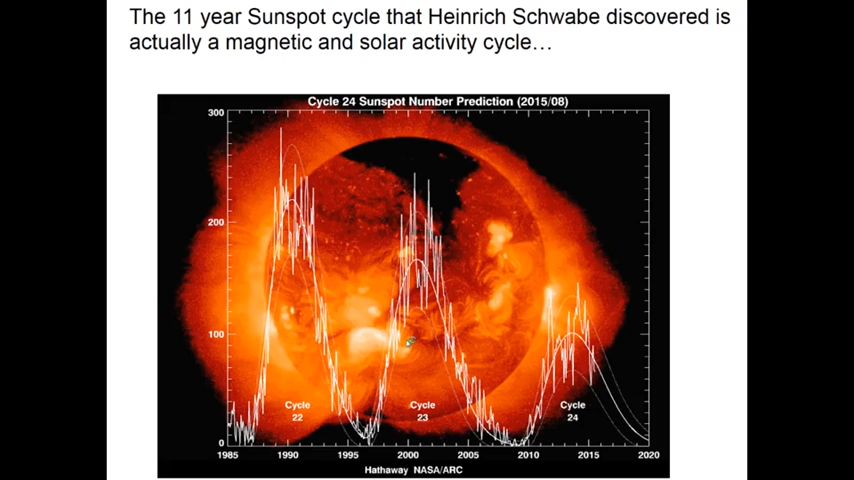 The 11 year Sunspot cycle that Heinrich Schwabe discovered is
actually a magnetic and solar activity cycle…
Cycle 24 Sunspot Number Prediction (2015/08)
300
200
100
0
Cycle
22
Cycle
23
Cycle
24
1985 1990 1995 2000 2005 2010 2015 2020
Hathaway NASA/ARC